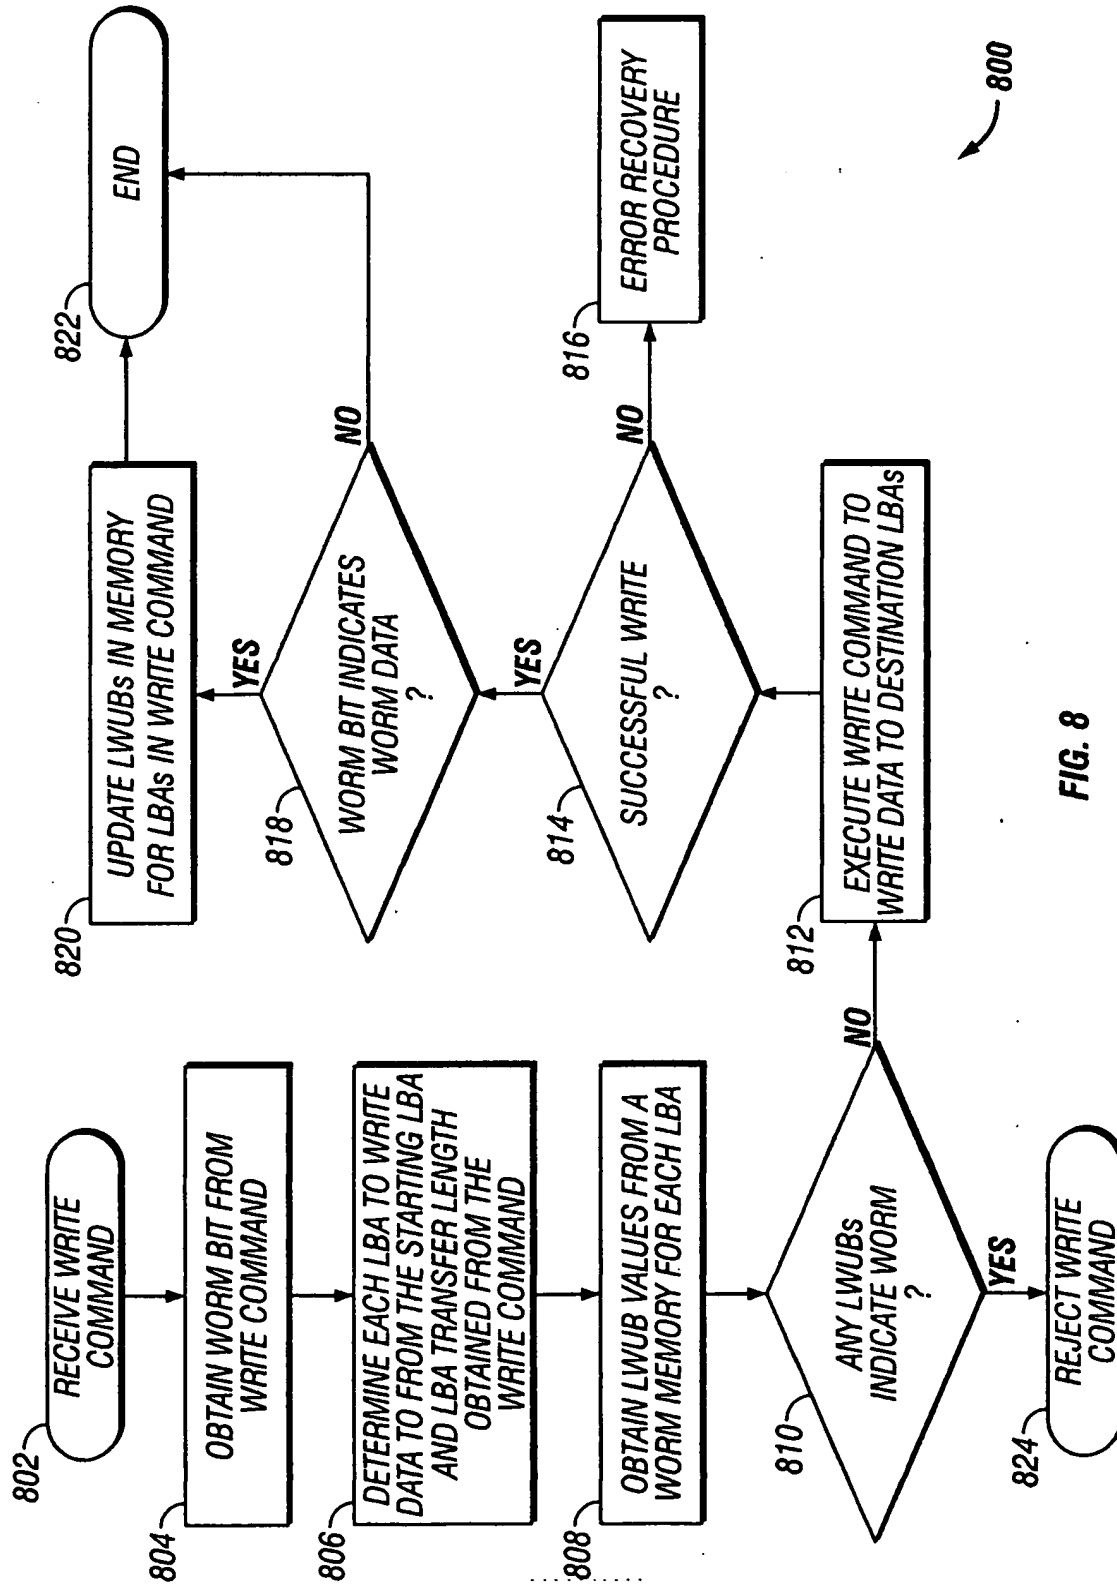 802
RECEIVE WRITE
COMMAND
804
OBTAIN WORM BIT FROM
WRITE COMMAND
806
DETERMINE EACH LBA TO WRITE
DATA TO FROM THE STARTING LBA
AND LBA TRANSFER LENGTH
OBTAINED FROM THE
WRITE COMMAND
808
OBTAIN LWUB VALUES FROM A
WORM MEMORY FOR EACH LBA
810
ANY LWUBs
INDICATE WORM
?
NO
YES
824
REJECT WRITE
COMMAND
812
EXECUTE WRITE COMMAND TO
WRITE DATA TO DESTINATION LBAs
814
SUCCESSFUL WRITE
?
YES
NO
816
ERROR RECOVERY
PROCEDURE
818
WORM BIT INDICATES
WORM DATA
?
YES
NO
820
UPDATE LWUBs IN MEMORY
FOR LBAs IN WRITE COMMAND
822
END
800
FIG. 8